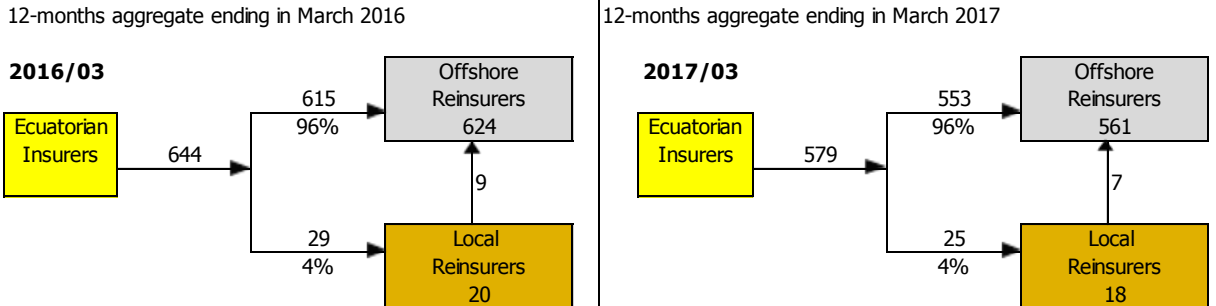 12-months aggregate ending in March 2016
2016/03
Ecuatorian
Insurers
644
615
96%
Offshore
Reinsurers
624
9
29
4%
Local
Reinsurers
20
12-months aggregate ending in March 2017
2017/03
Ecuatorian
Insurers
579
553
96%
Offshore
Reinsurers
561
7
25
4%
Local
Reinsurers
18